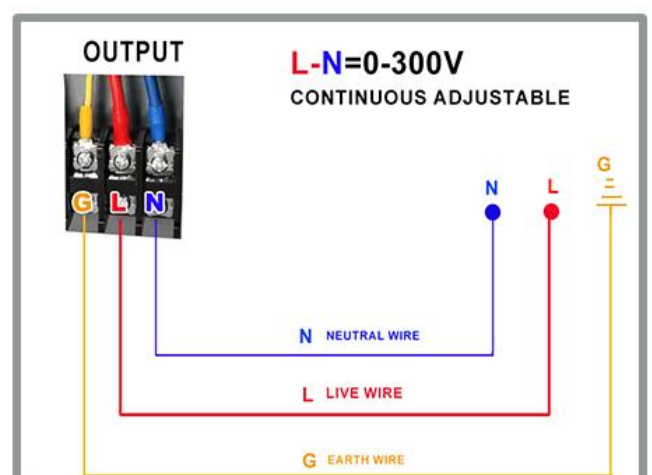 OUTPUT
L-N=0-300V
CONTINUOUS ADJUSTABLE
G L N
N L G
N NEUTRAL WIRE
L LIVE WIRE
G EARTH WIRE